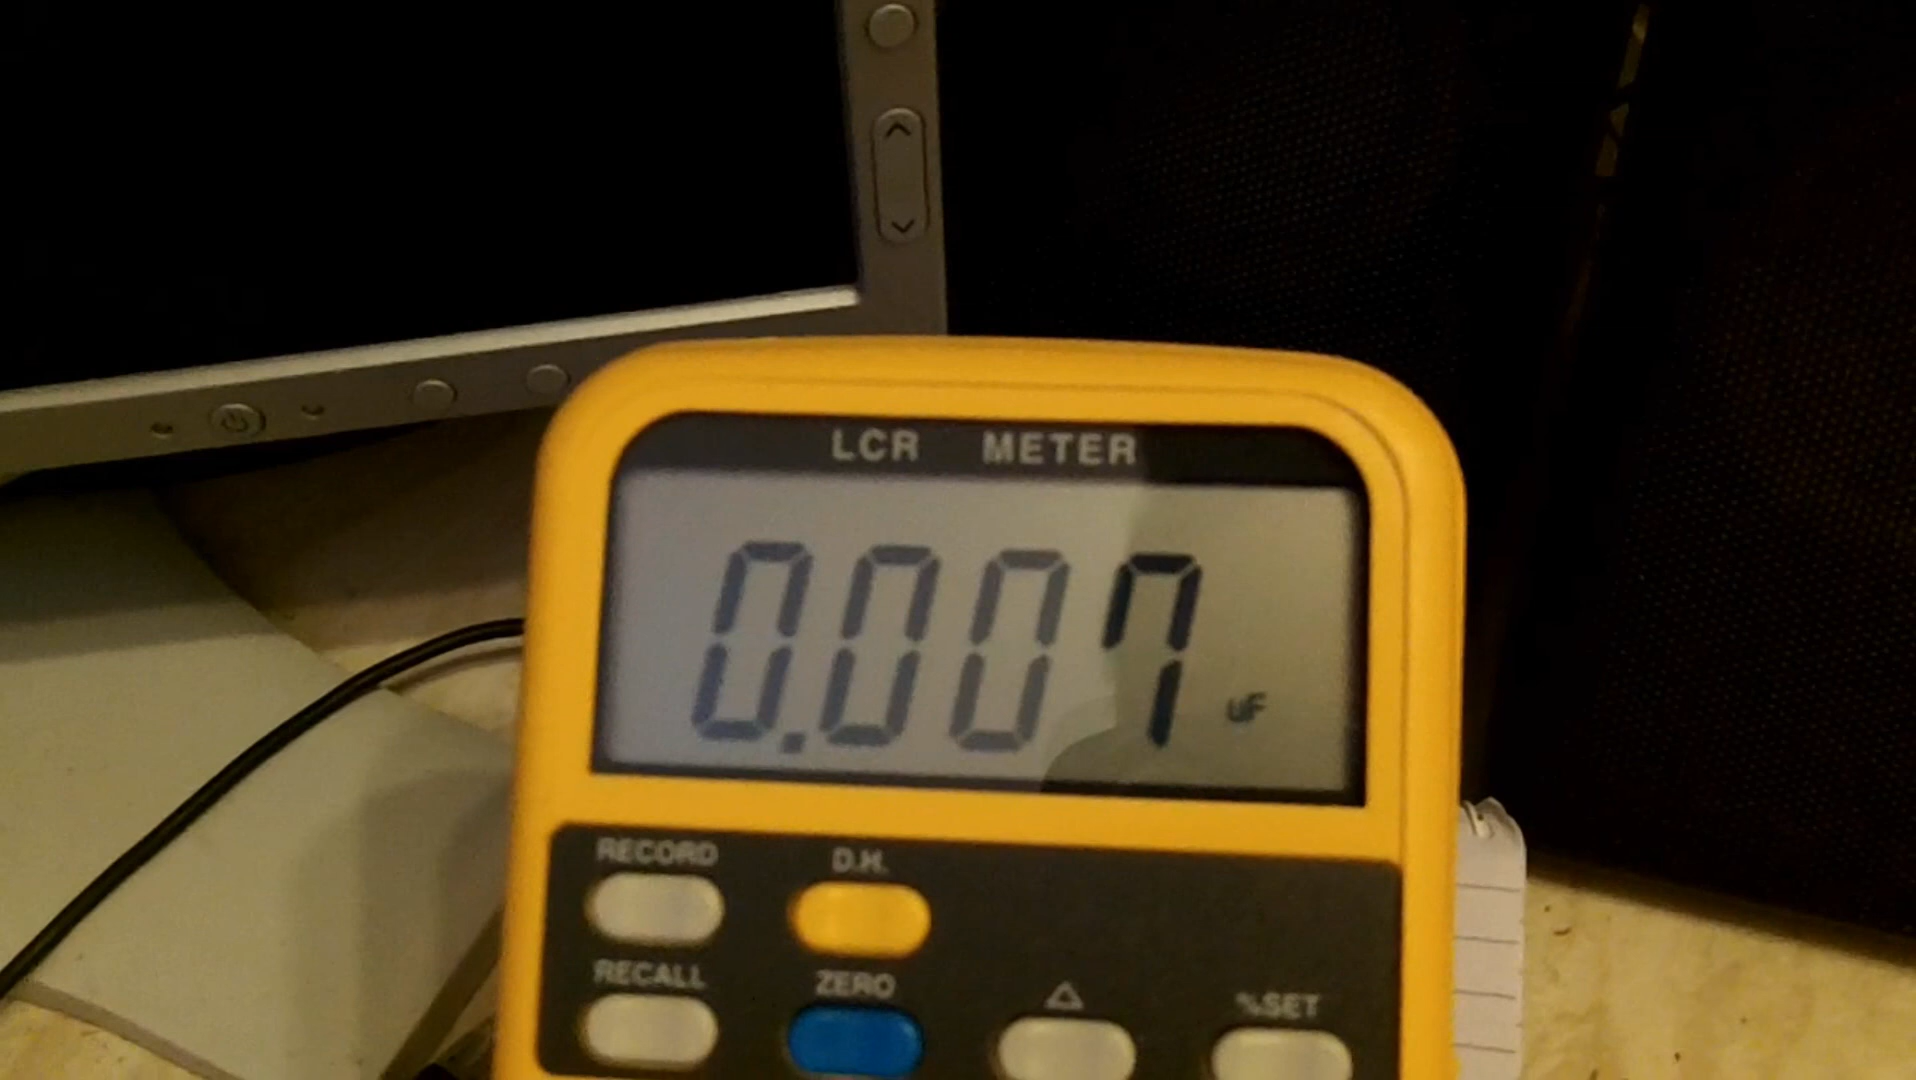 LCR METER
0.007 uF
RECORD D.H.
RECALL ZERO △ %SET